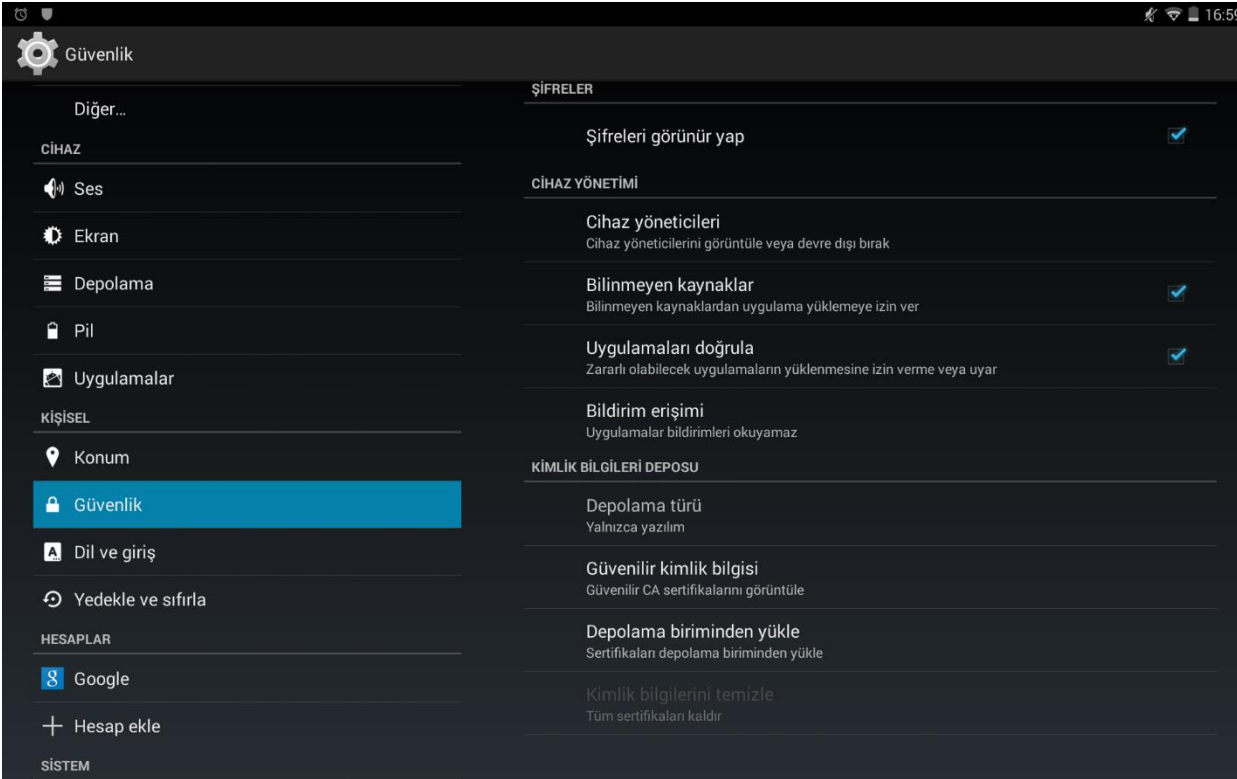 16:59
Güvenlik
Diğer...
CİHAZ
Ses
Ekran
Depolama
Pil
Uygulamalar
KİŞİSEL
Konum
Güvenlik
Dil ve giriş
Yedekle ve sıfırla
HESAPLAR
Google
Hesap ekle
SİSTEM
ŞİFRELER
Şifreleri görünür yap
CİHAZ YÖNETİMİ
Cihaz yöneticileri
Cihaz yöneticilerini görüntüle veya devre dışı bırak
Bilinmeyen kaynaklar
Bilinmeyen kaynaklardan uygulama yüklemeye izin ver
Uygulamaları doğrula
Zararlı olabilecek uygulamaların yüklenmesine izin verme veya uyar
Bildirim erişimi
Uygulamalar bildirimleri okuyamaz
KİMLİK BİLGİLERİ DEPOSU
Depolama türü
Yalnızca yazılım
Güvenilir kimlik bilgisi
Güvenilir CA sertifikalarını görüntüle
Depolama biriminden yükle
Sertifikaları depolama biriminden yükle
Kimlik bilgilerini temizle
Tüm sertifikaları kaldır